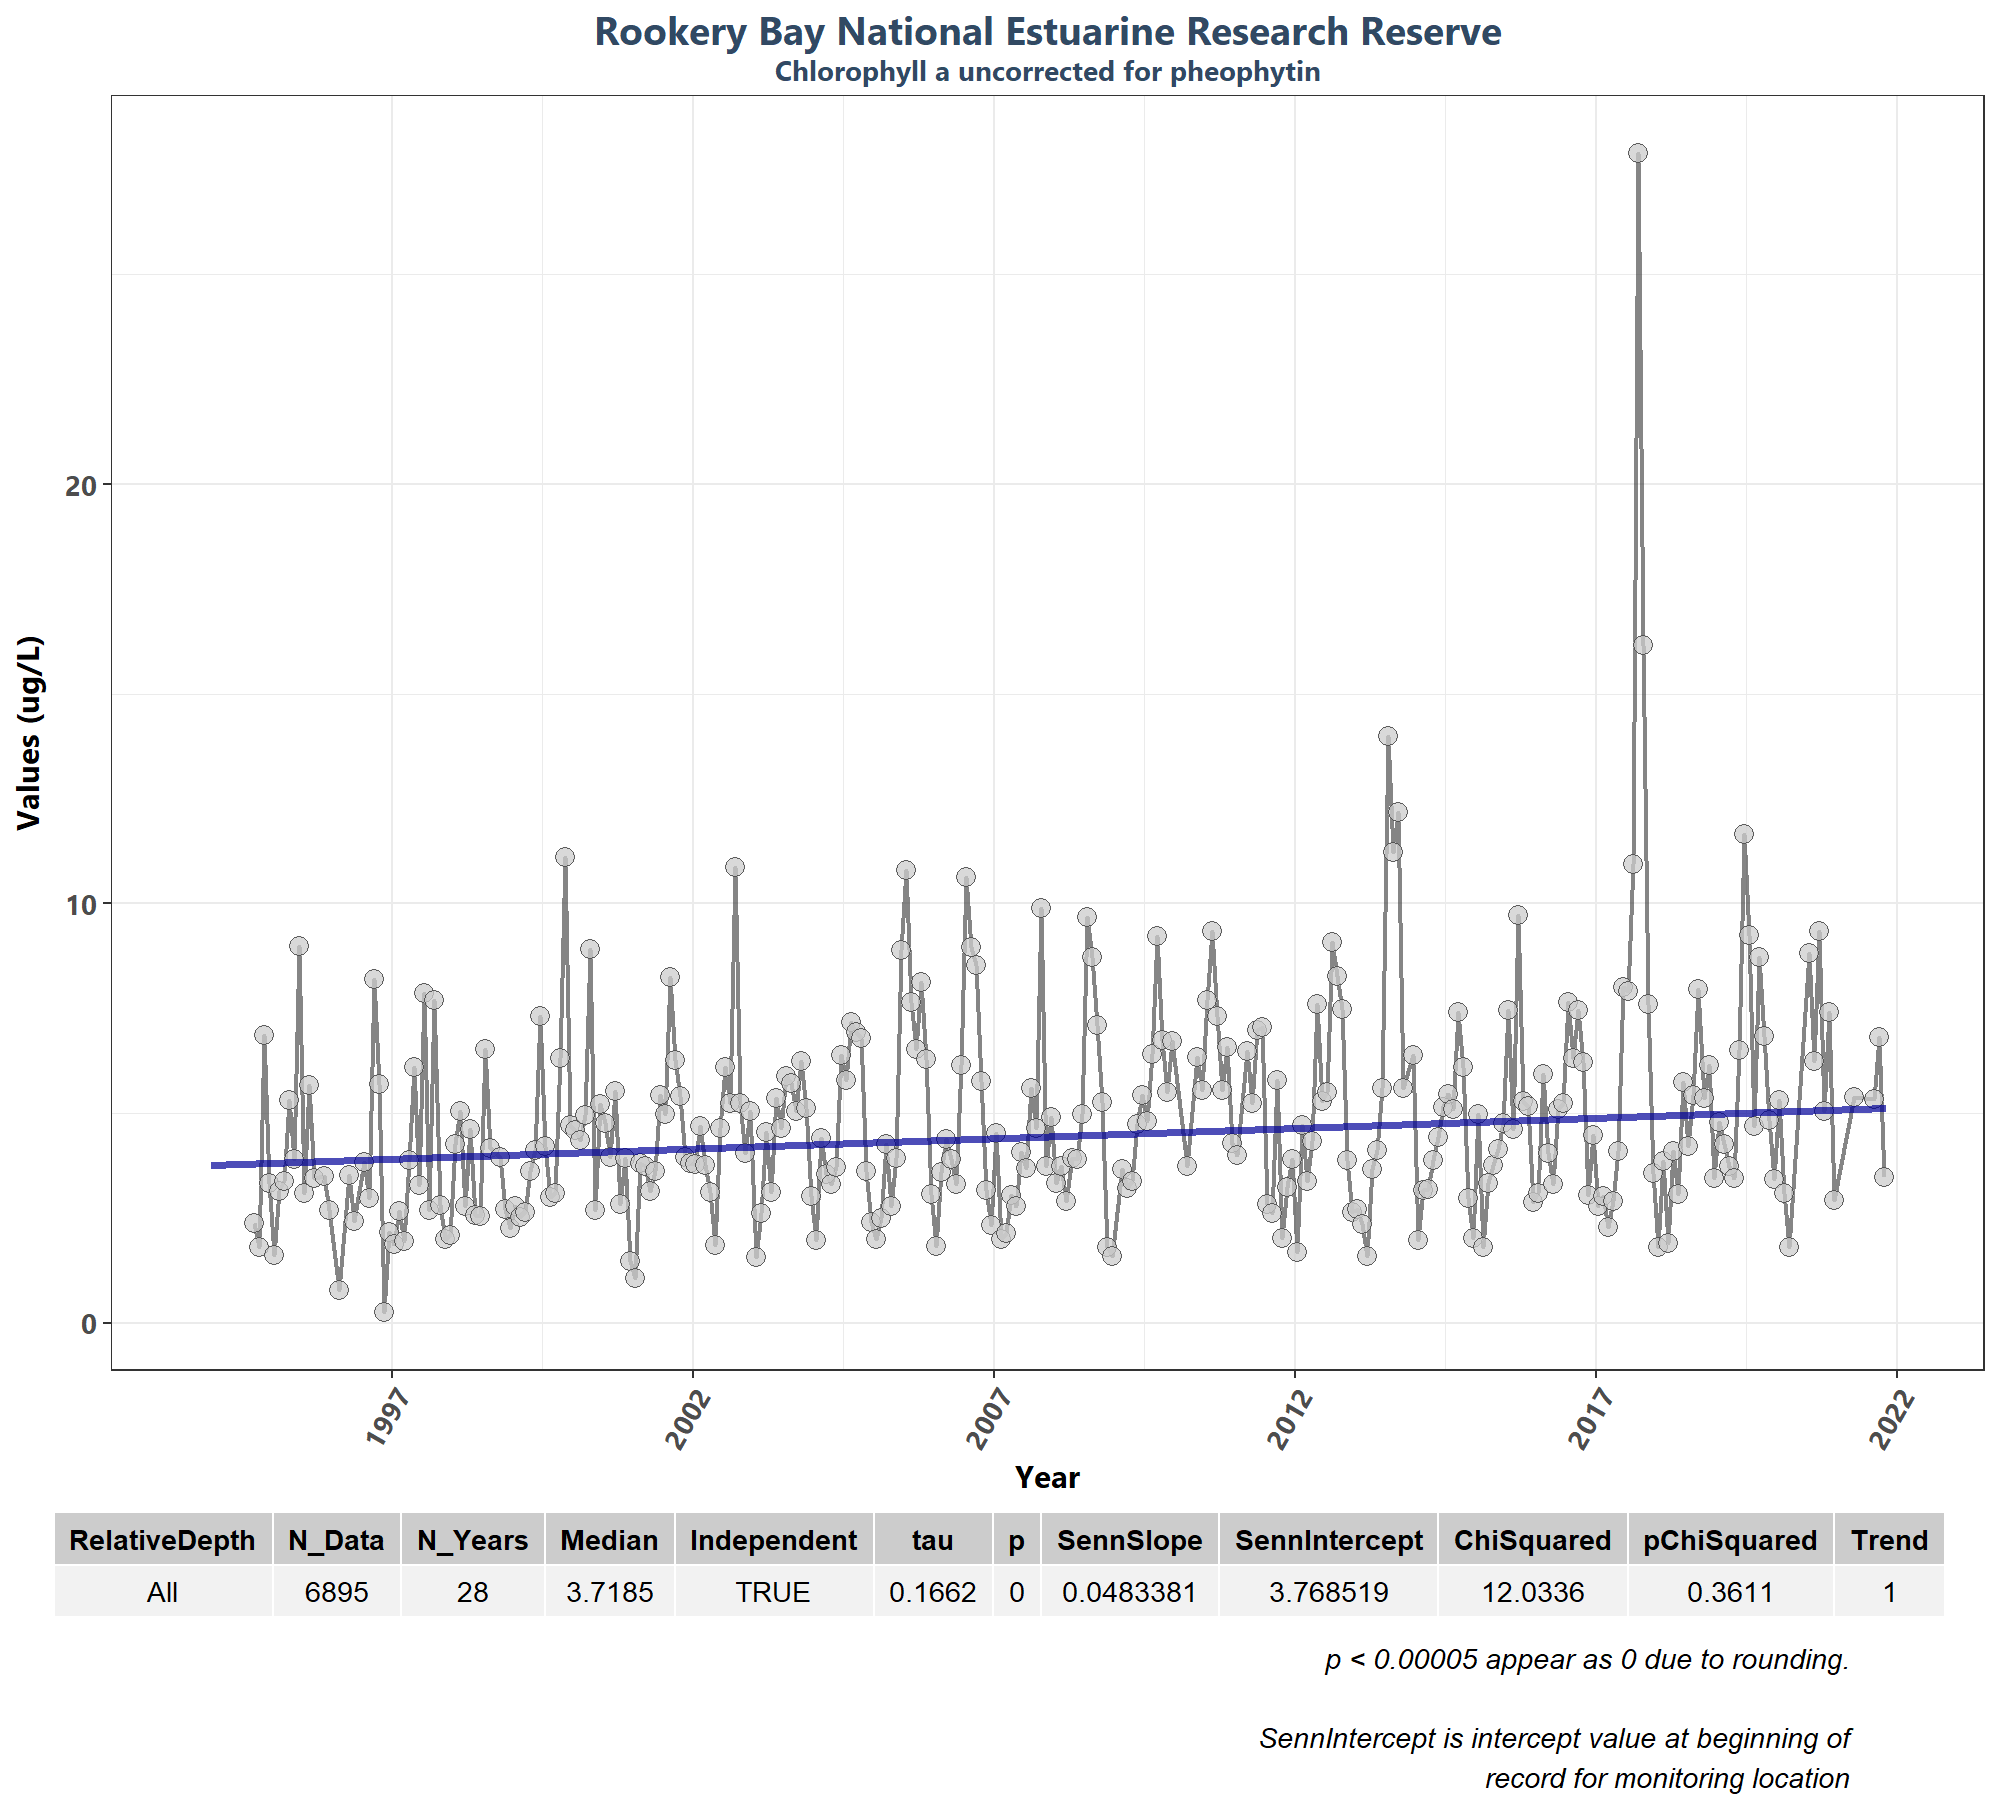 Rookery Bay National Estuarine Research Reserve
Chlorophyll a uncorrected for pheophytin
Values (ug/L)
20
10
0
1997 2002 2007 2012 2017 2022
Year
RelativeDepth N_Data N_Years Median Independent tau p SennSlope SennIntercept ChiSquared pChiSquared Trend
All 6895 28 3.7185 TRUE 0.1662 0 0.0483381 3.768519 12.0336 0.3611 1
p < 0.00005 appear as 0 due to rounding.
SennIntercept is intercept value at beginning of
record for monitoring location